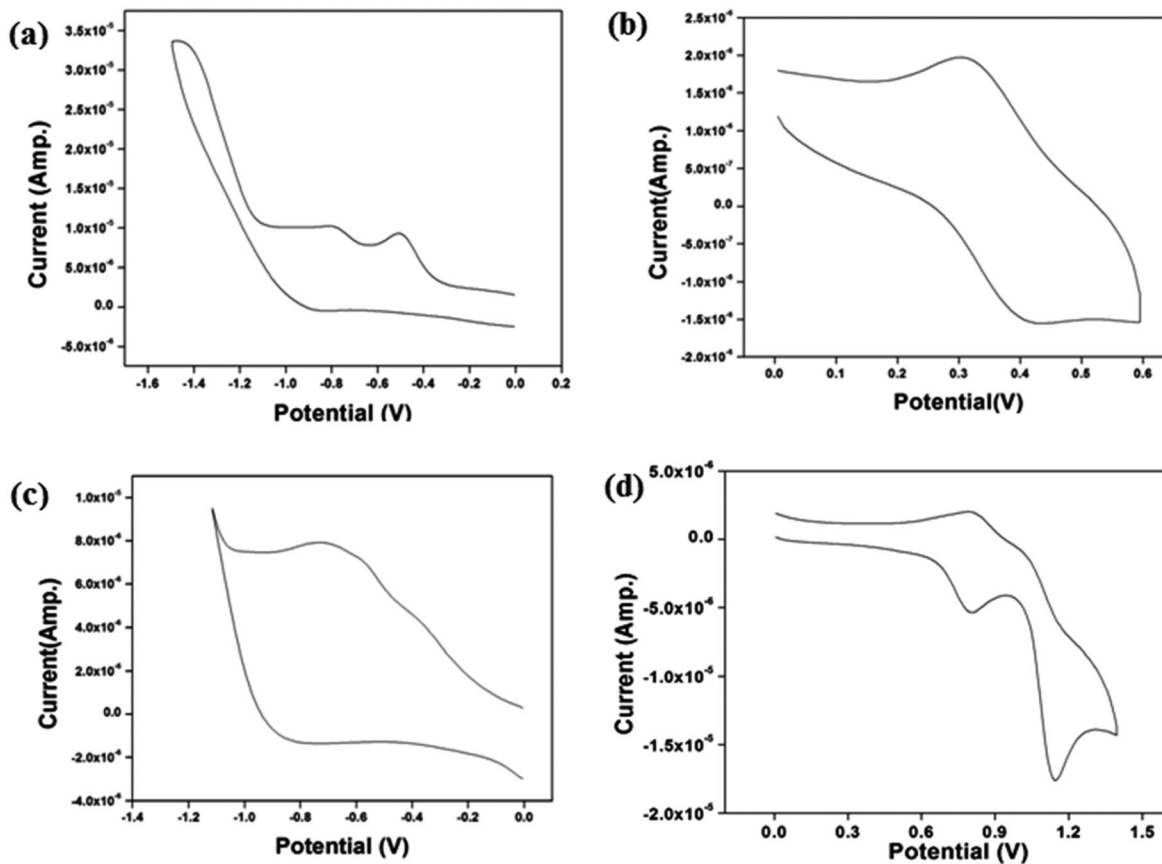 (a)
3.5x10⁻⁵
3.0x10⁻⁵
2.5x10⁻⁵
2.0x10⁻⁵
1.5x10⁻⁵
1.0x10⁻⁵
5.0x10⁻⁶
0.0
-5.0x10⁻⁶
Current (Amp.)
-1.6 -1.4 -1.2 -1.0 -0.8 -0.6 -0.4 -0.2 0.0 0.2
Potential (V)
(b)
2.5x10⁻⁶
2.0x10⁻⁶
1.5x10⁻⁶
1.0x10⁻⁶
5.0x10⁻⁷
0.0
-5.0x10⁻⁷
-1.0x10⁻⁶
-1.5x10⁻⁶
-2.0x10⁻⁶
Current(Amp.)
0.0 0.1 0.2 0.3 0.4 0.5 0.6
Potential(V)
(c)
1.0x10⁻⁵
8.0x10⁻⁶
6.0x10⁻⁶
4.0x10⁻⁶
2.0x10⁻⁶
0.0
-2.0x10⁻⁶
-4.0x10⁻⁶
Current(Amp.)
-1.4 -1.2 -1.0 -0.8 -0.6 -0.4 -0.2 0.0
Potential (V)
(d)
5.0x10⁻⁶
0.0
-5.0x10⁻⁶
-1.0x10⁻⁵
-1.5x10⁻⁵
-2.0x10⁻⁵
Current (Amp.)
0.0 0.3 0.6 0.9 1.2 1.5
Potential (V)